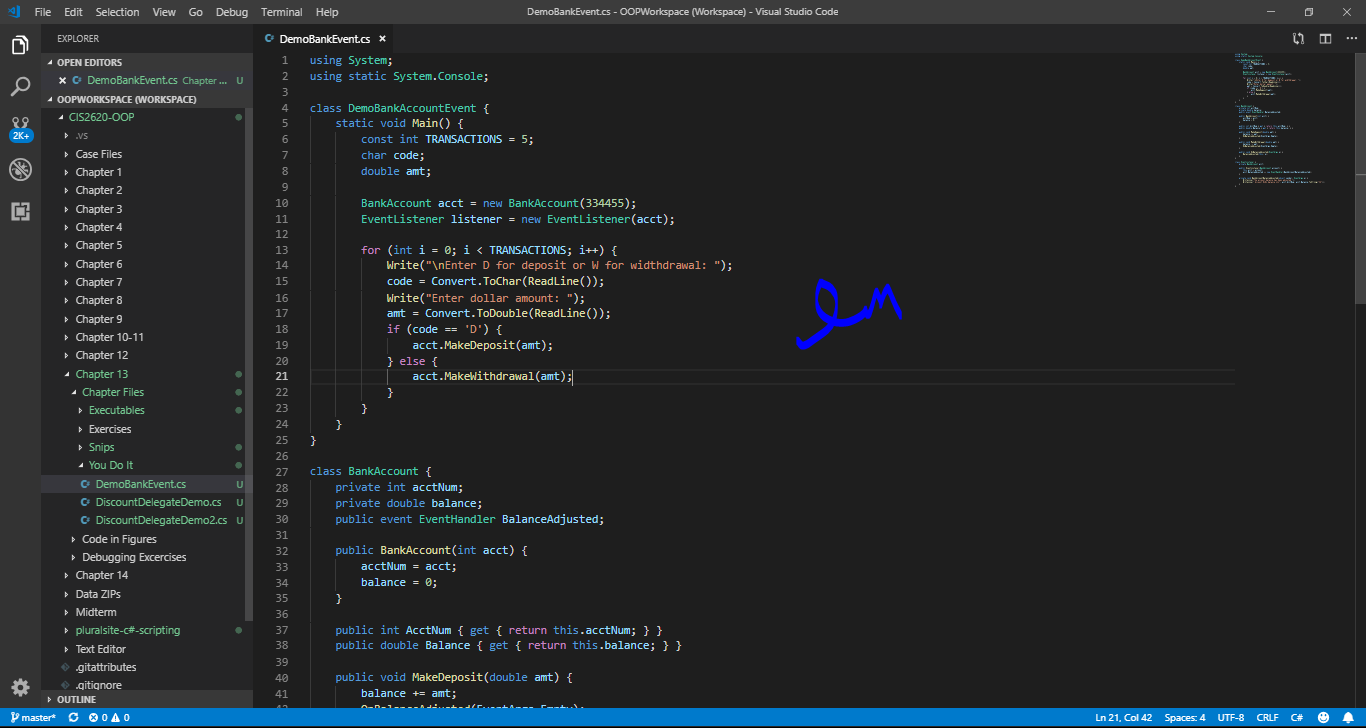 File Edit Selection View Go Debug Terminal Help
DemoBankEvent.cs - OOPWorkspace (Workspace) - Visual Studio Code
EXPLORER
OPEN EDITORS
DemoBankEvent.cs Chapter ... U
OOPWORKSPACE (WORKSPACE)
CIS2620-OOP
.vs
Case Files
Chapter 1
Chapter 2
Chapter 3
Chapter 4
Chapter 5
Chapter 6
Chapter 7
Chapter 8
Chapter 9
Chapter 10-11
Chapter 12
Chapter 13
Chapter Files
Executables
Exercises
Snips
You Do It
DemoBankEvent.cs U
DiscountDelegateDemo.cs U
DiscountDelegateDemo2.cs U
Code in Figures
Debugging Excercises
Chapter 14
Data ZIPs
Midterm
pluralsite-c#-scripting
Text Editor
.gitattributes
.gitignore
OUTLINE
2K+
DemoBankEvent.cs
1 using System;
2 using static System.Console;
3
4 class DemoBankAccountEvent {
5 static void Main() {
6 const int TRANSACTIONS = 5;
7 char code;
8 double amt;
9
10 BankAccount acct = new BankAccount(334455);
11 EventListener listener = new EventListener(acct);
12
13 for (int i = 0; i < TRANSACTIONS; i++) {
14 Write("\nEnter D for deposit or W for widthdrawal: ");
15 code = Convert.ToChar(ReadLine());
16 Write("Enter dollar amount: ");
17 amt = Convert.ToDouble(ReadLine());
18 if (code == 'D') {
19 acct.MakeDeposit(amt);
20 } else {
21 acct.MakeWithdrawal(amt);
22 }
23 }
24 }
25 }
26
27 class BankAccount {
28 private int acctNum;
29 private double balance;
30 public event EventHandler BalanceAdjusted;
31
32 public BankAccount(int acct) {
33 acctNum = acct;
34 balance = 0;
35 }
36
37 public int AcctNum { get { return this.acctNum; } }
38 public double Balance { get { return this.balance; } }
39
40 public void MakeDeposit(double amt) {
41 balance += amt;
42 OnBalanceAdjusted(EventArgs.Empty);
master* 0 0
Ln 21, Col 42 Spaces: 4 UTF-8 CRLF C#